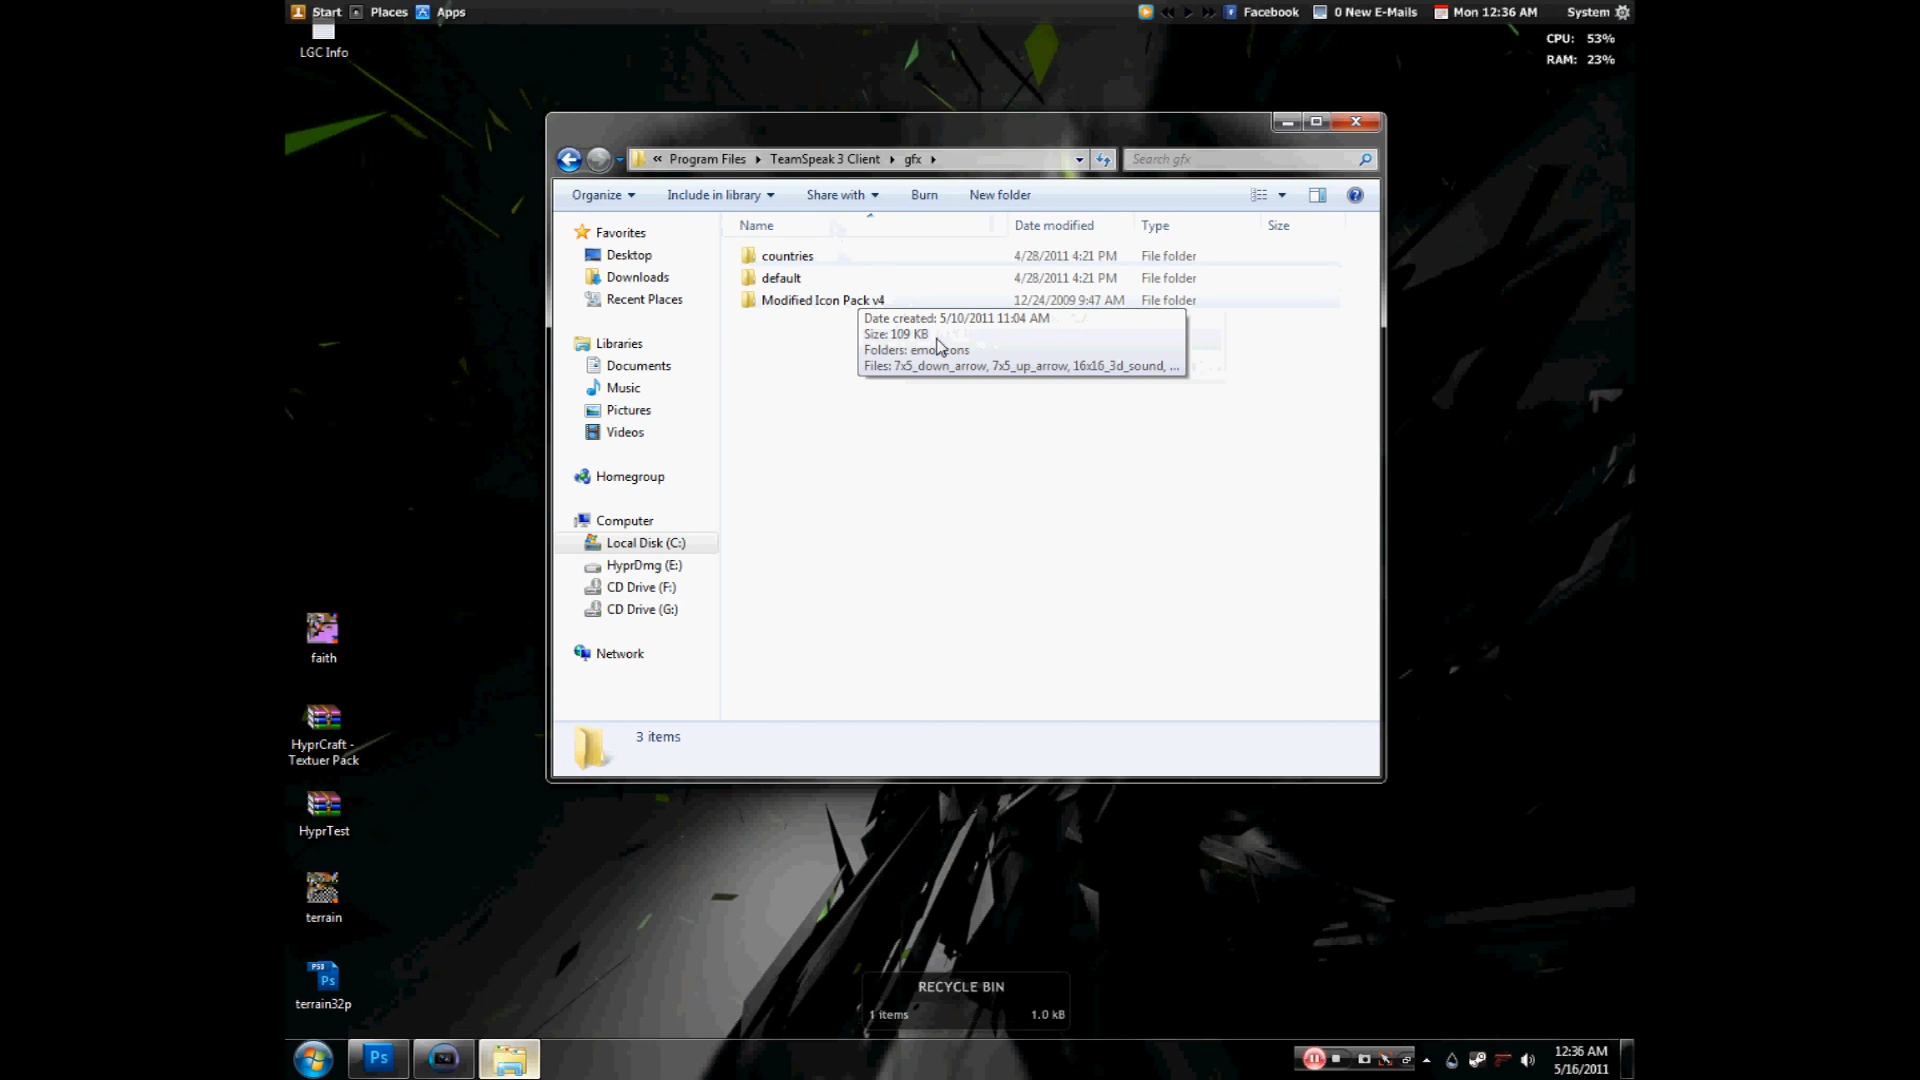 Start Places Apps Facebook 0 New E-Mails Mon 12:36 AM System
CPU: 53%
RAM: 23%
LGC Info
« Program Files TeamSpeak 3 Client gfx
Search gfx
Organize Include in library Share with Burn New folder
Name Date modified Type Size
countries 4/28/2011 4:21 PM File folder
default 4/28/2011 4:21 PM File folder
Modified Icon Pack v4 12/24/2009 9:47 AM File folder
Date created: 5/10/2011 11:04 AM
Size: 109 KB
Folders:
Files: 7x5_down_arrow, 7x5_up_arrow, 16x16_3d_sound, ...
Favorites
Desktop
Downloads
Recent Places
Libraries
Documents
Music
Pictures
Videos
Homegroup
Computer
Local Disk (C:)
HyprDmg (E:)
CD Drive (F:)
CD Drive (G:)
Network
3 items
faith
HyprCraft -
Textuer Pack
HyprTest
terrain
PSD
Ps
terrain32p
RECYCLE BIN
1 items 1.0 kB
Ps
12:36 AM
5/16/2011